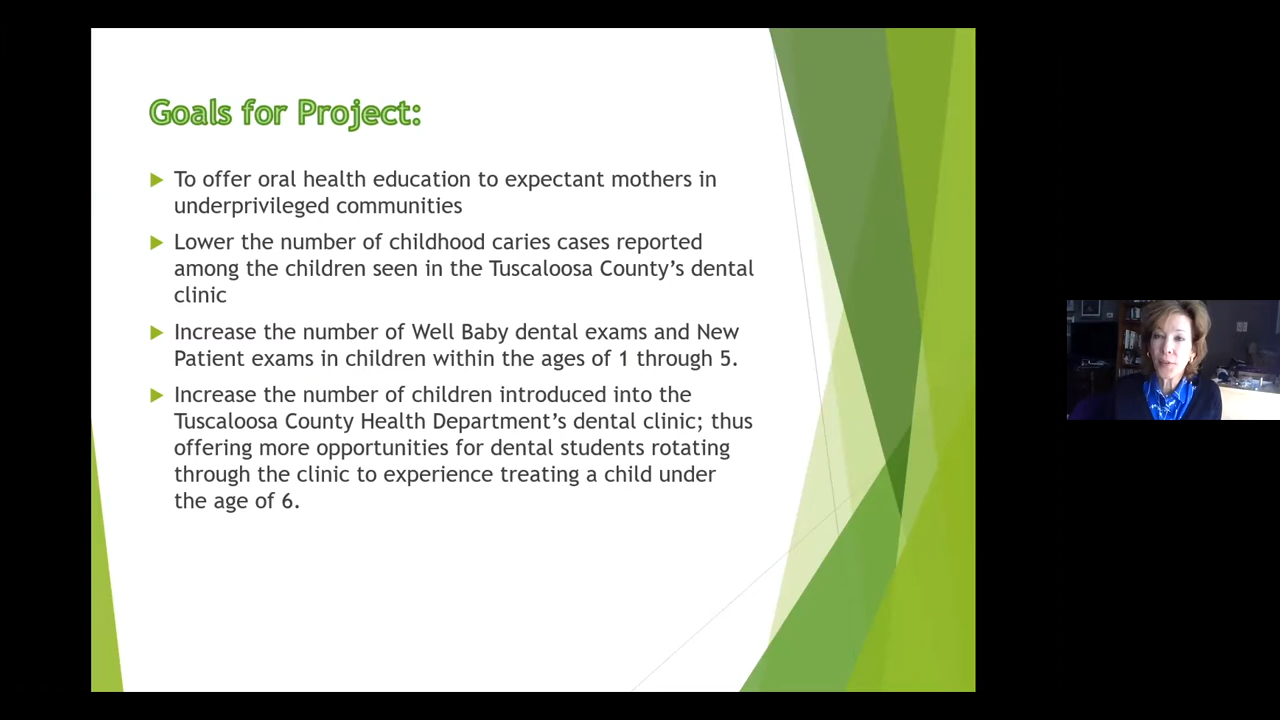 Goals for Project:
To offer oral health education to expectant mothers in
underprivileged communities
Lower the number of childhood caries cases reported
among the children seen in the Tuscaloosa County’s dental
clinic
Increase the number of Well Baby dental exams and New
Patient exams in children within the ages of 1 through 5.
Increase the number of children introduced into the
Tuscaloosa County Health Department’s dental clinic; thus
offering more opportunities for dental students rotating
through the clinic to experience treating a child under
the age of 6.